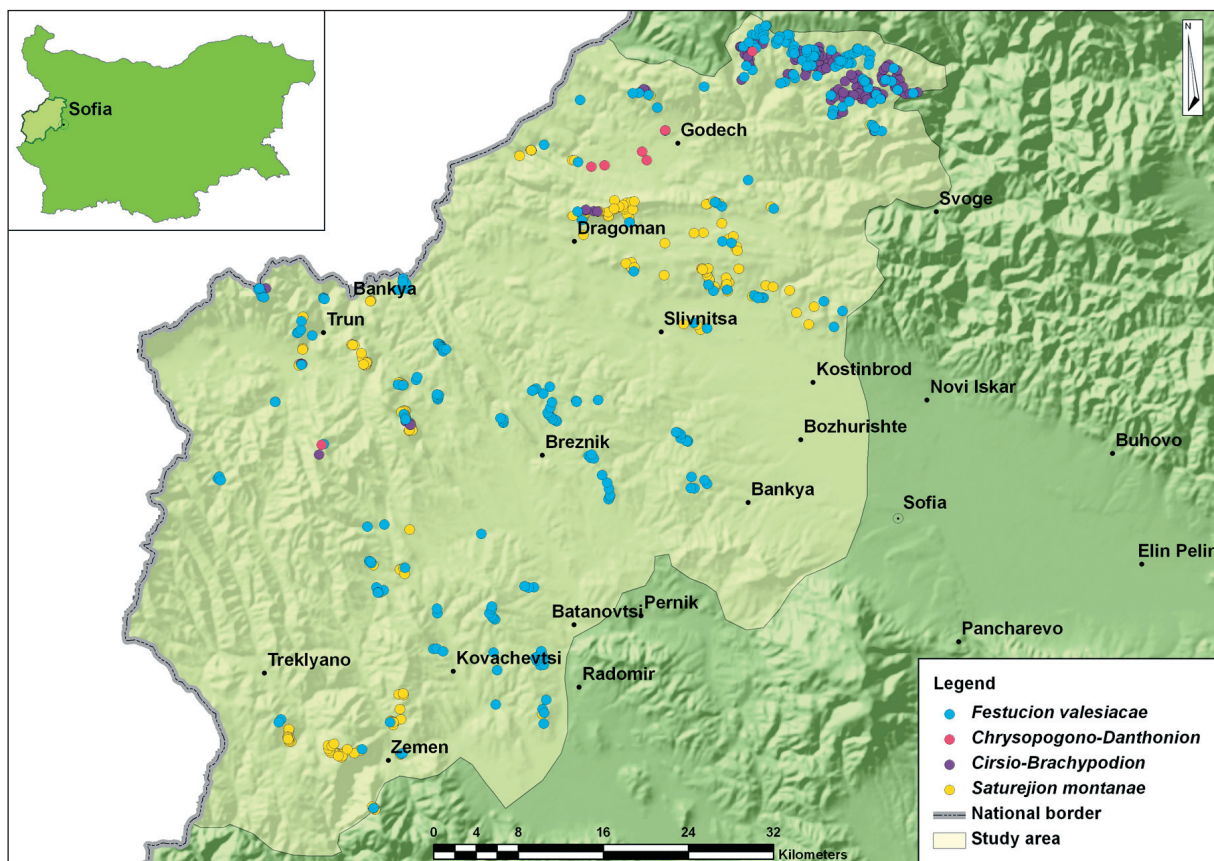 Sofia
N
Godech
Svoge
Dragoman
Bankya
Trun
Slivnitsa
Kostinbrod
Novi Iskar
Bozhurishte
Buhovo
Breznik
Bankya
Sofia
Elin Pelin
Batanovtsi
Pernik
Pancharevo
Treklyano
Kovachevtsi
Radomir
Zemen
Legend
Festucion valesiacae
Chrysopogono-Danthonion
Cirsio-Brachypodion
Saturejion montanae
National border
Study area
0 4 8 16 24 32
Kilometers